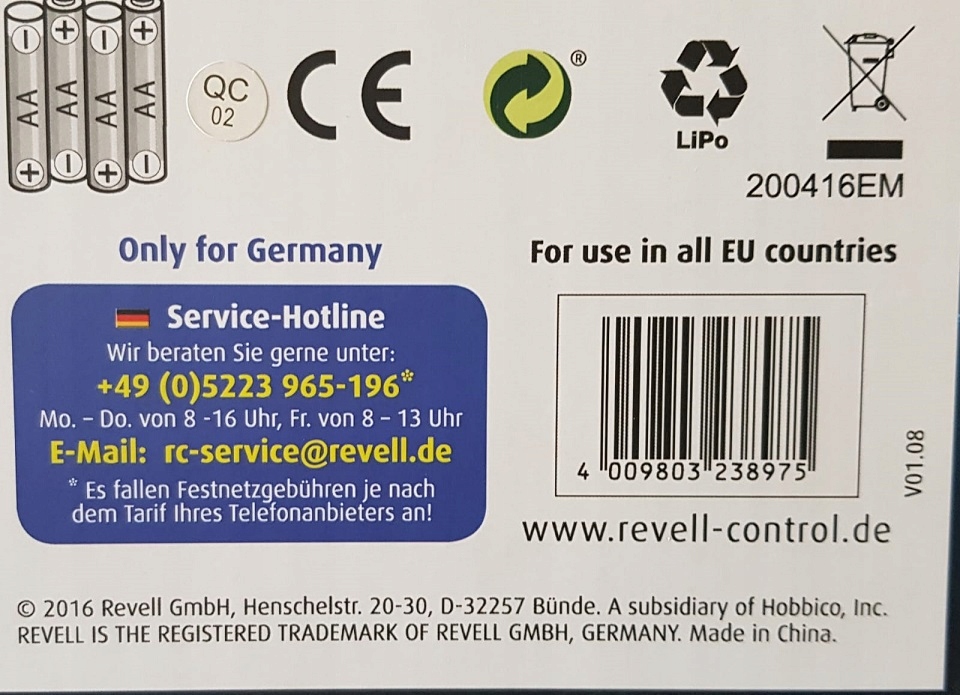 AA AA AA AA
QC
02
CE
®
LiPo
200416EM
Only for Germany
For use in all EU countries
Service-Hotline
Wir beraten Sie gerne unter:
+49 (0)5223 965-196*
Mo. – Do. von 8 -16 Uhr, Fr. von 8 – 13 Uhr
E-Mail: rc-service@revell.de
* Es fallen Festnetzgebühren je nach
dem Tarif Ihres Telefonanbieters an!
4 009803 238975
V01.08
www.revell-control.de
© 2016 Revell GmbH, Henschelstr. 20-30, D-32257 Bünde. A subsidiary of Hobbico, Inc.
REVELL IS THE REGISTERED TRADEMARK OF REVELL GMBH, GERMANY. Made in China.